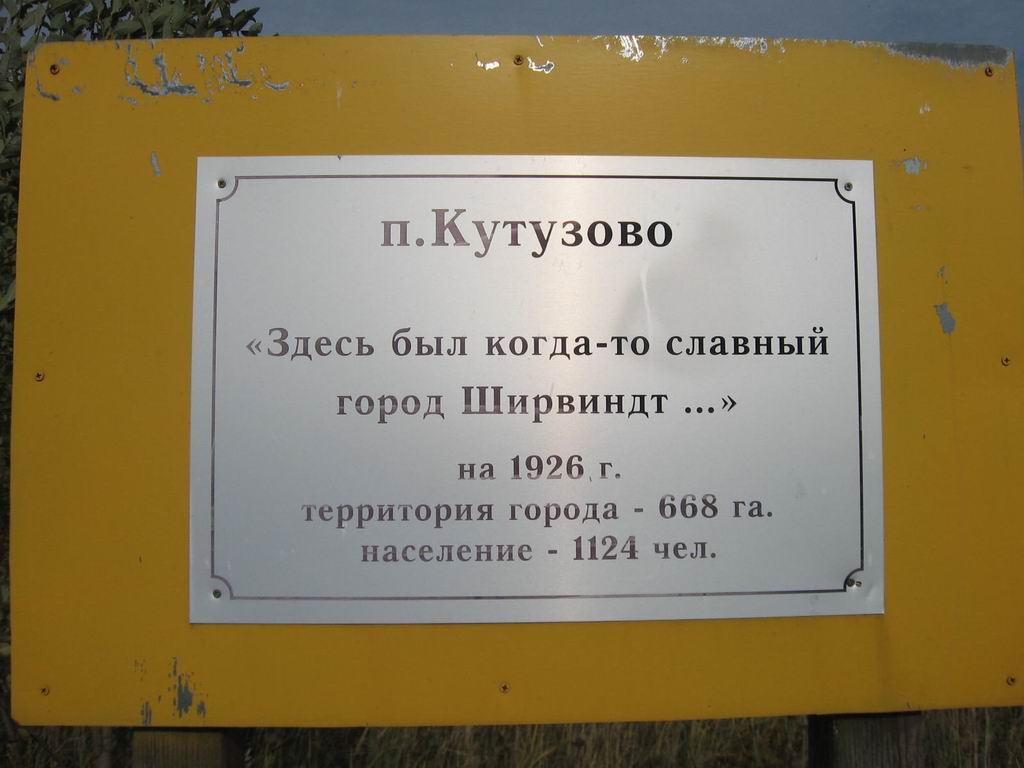 п.Кутузово
«Здесь был когда-то славный
город Ширвиндт ...»
на 1926 г.
территория города - 668 га.
население - 1124 чел.